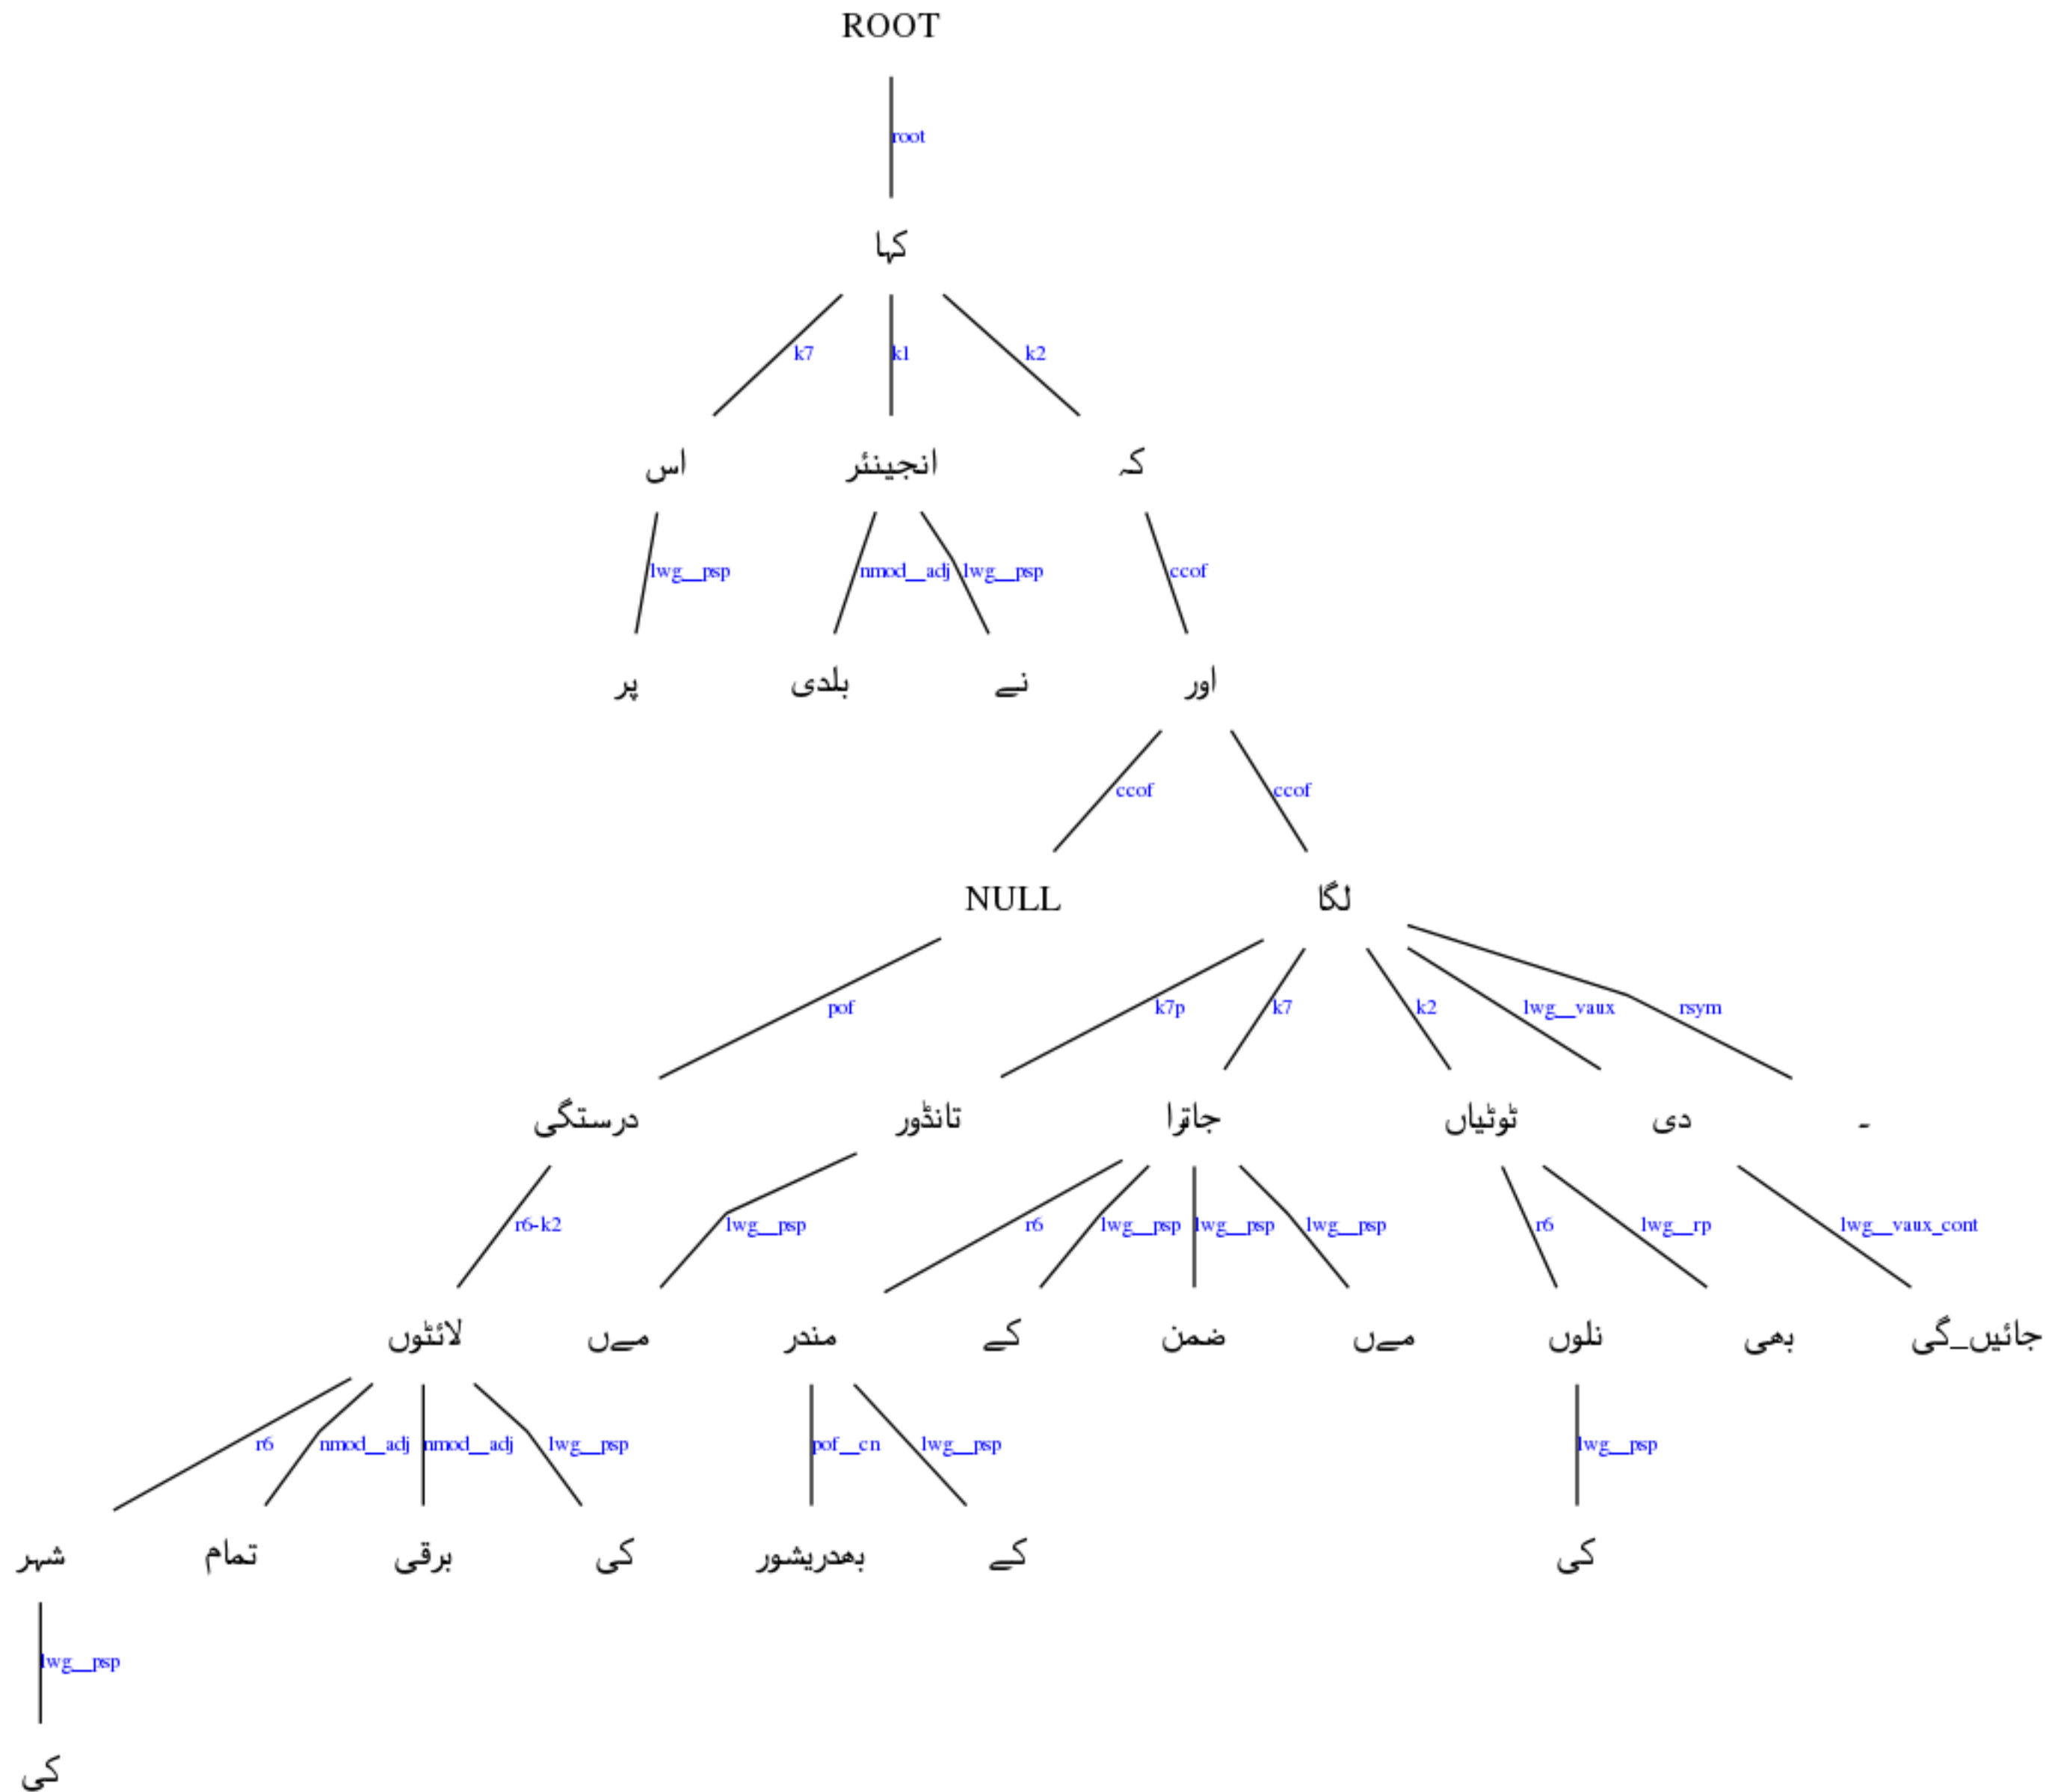 ROOT
root
کہا
k7 k1 k2
اس انجینئر کہ
lwg__psp nmod__adj lwg__psp ccof
پر بلدی نے اور
ccof ccof
NULL لگا
pof k7p k7 k2 lwg__vaux rsym
درستگی تانڈور جاترا ٹوٹیاں دی ۔
r6-k2 lwg__psp r6 lwg__psp lwg__psp lwg__psp r6 lwg__rp lwg__vaux_cont
لائٹوں مےں مندر کے ضمن مےں نلوں بھی جائیں_گی
r6 nmod__adj nmod__adj lwg__psp pof__cn lwg__psp lwg__psp
شہر تمام برقی کی بھدریشور کے کی
lwg__psp
کی